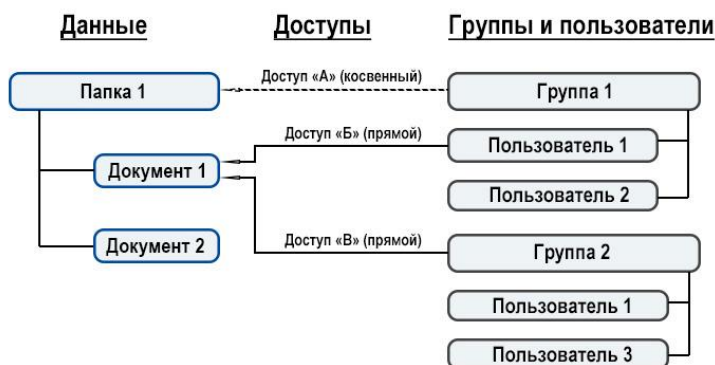 Данные Доступы Группы и пользователи
Папка 1 Доступ «А» (косвенный) Группа 1
Доступ «Б» (прямой) Пользователь 1
Документ 1
Пользователь 2
Документ 2 Доступ «В» (прямой) Группа 2
Пользователь 1
Пользователь 3